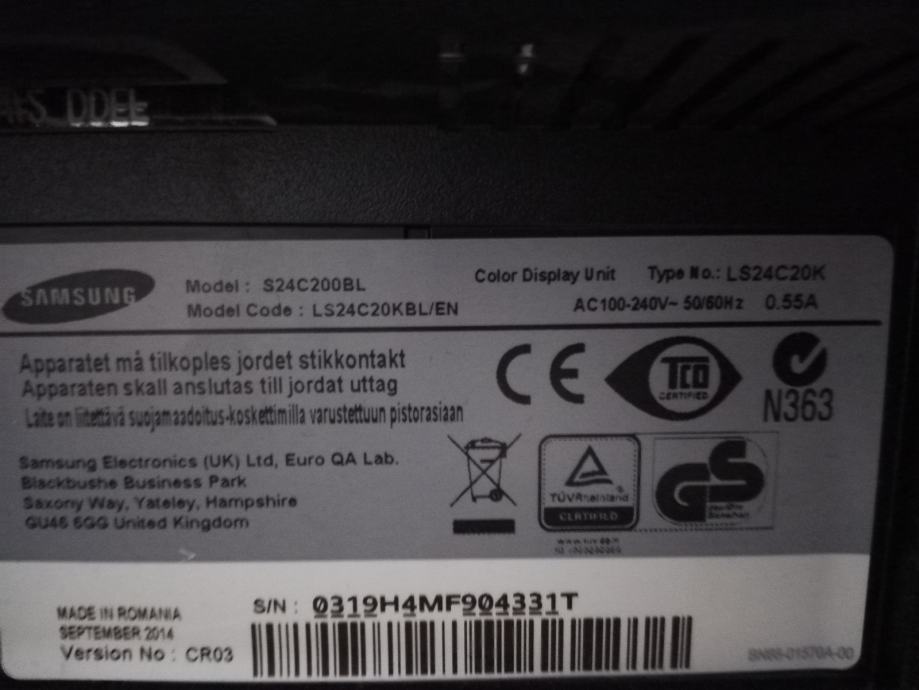 SAMSUNG
Model : S24C200BL
Model Code : LS24C20KBL/EN
Color Display Unit Type No.: LS24C20K
AC100-240V~ 50/60Hz 0.55A
Apparatet må tilkoples jordet stikkontakt
Apparaten skall anslutas till jordat uttag
Laite on liitettävä suojamaadoitus-koskettimilla varustettuun pistorasiaan
CE
TCO
CERTIFIED
N363
Samsung Electronics (UK) Ltd, Euro QA Lab.
Blackbushe Business Park
Saxony Way, Yateley, Hampshire
GU46 6GG United Kingdom
TÜVRheinland
CERTIFIED
GS
MADE IN ROMANIA
SEPTEMBER 2014
Version No : CR03
S/N : 0319H4MF904331T
BN68-01570A-00